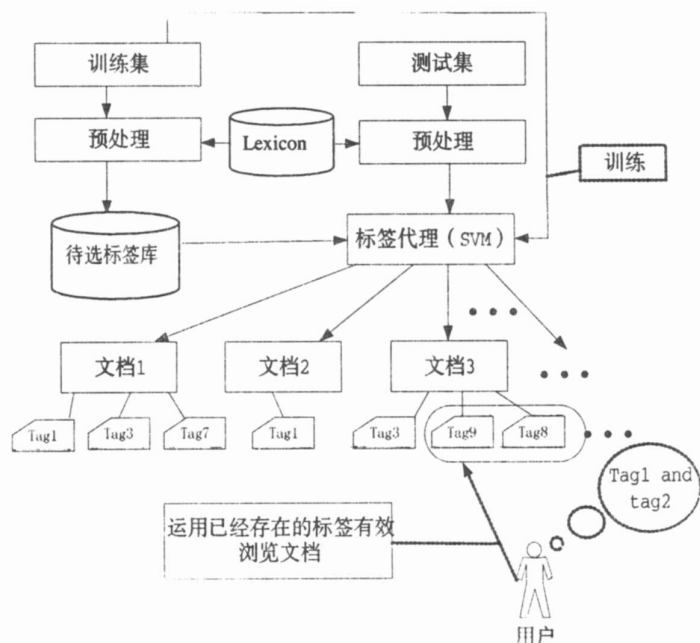 训练集
测试集
预处理
Lexicon
预处理
训练
待选标签库
标签代理（SVM）
文档1
文档2
文档3
Tag1
Tag3
Tag7
Tag1
Tag3
Tag9
Tag8
Tag1 and
tag2
运用已经存在的标签有效
浏览文档
用户